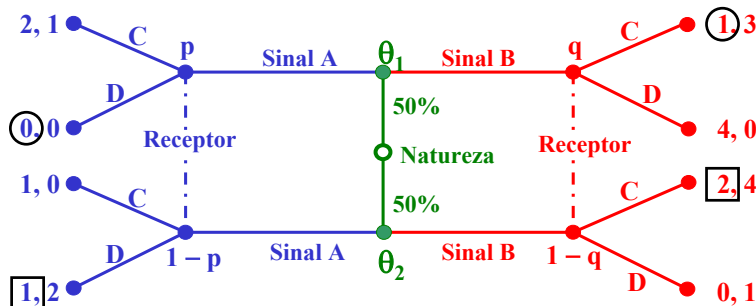 2, 1
C
p
Sinal A
θ1
Sinal B
q
C
1, 3
D
50%
D
0, 0
Receptor
Natureza
Receptor
4, 0
1, 0
C
50%
C
2, 4
D
1 – p
Sinal A
θ2
Sinal B
1 – q
D
1, 2
0, 1